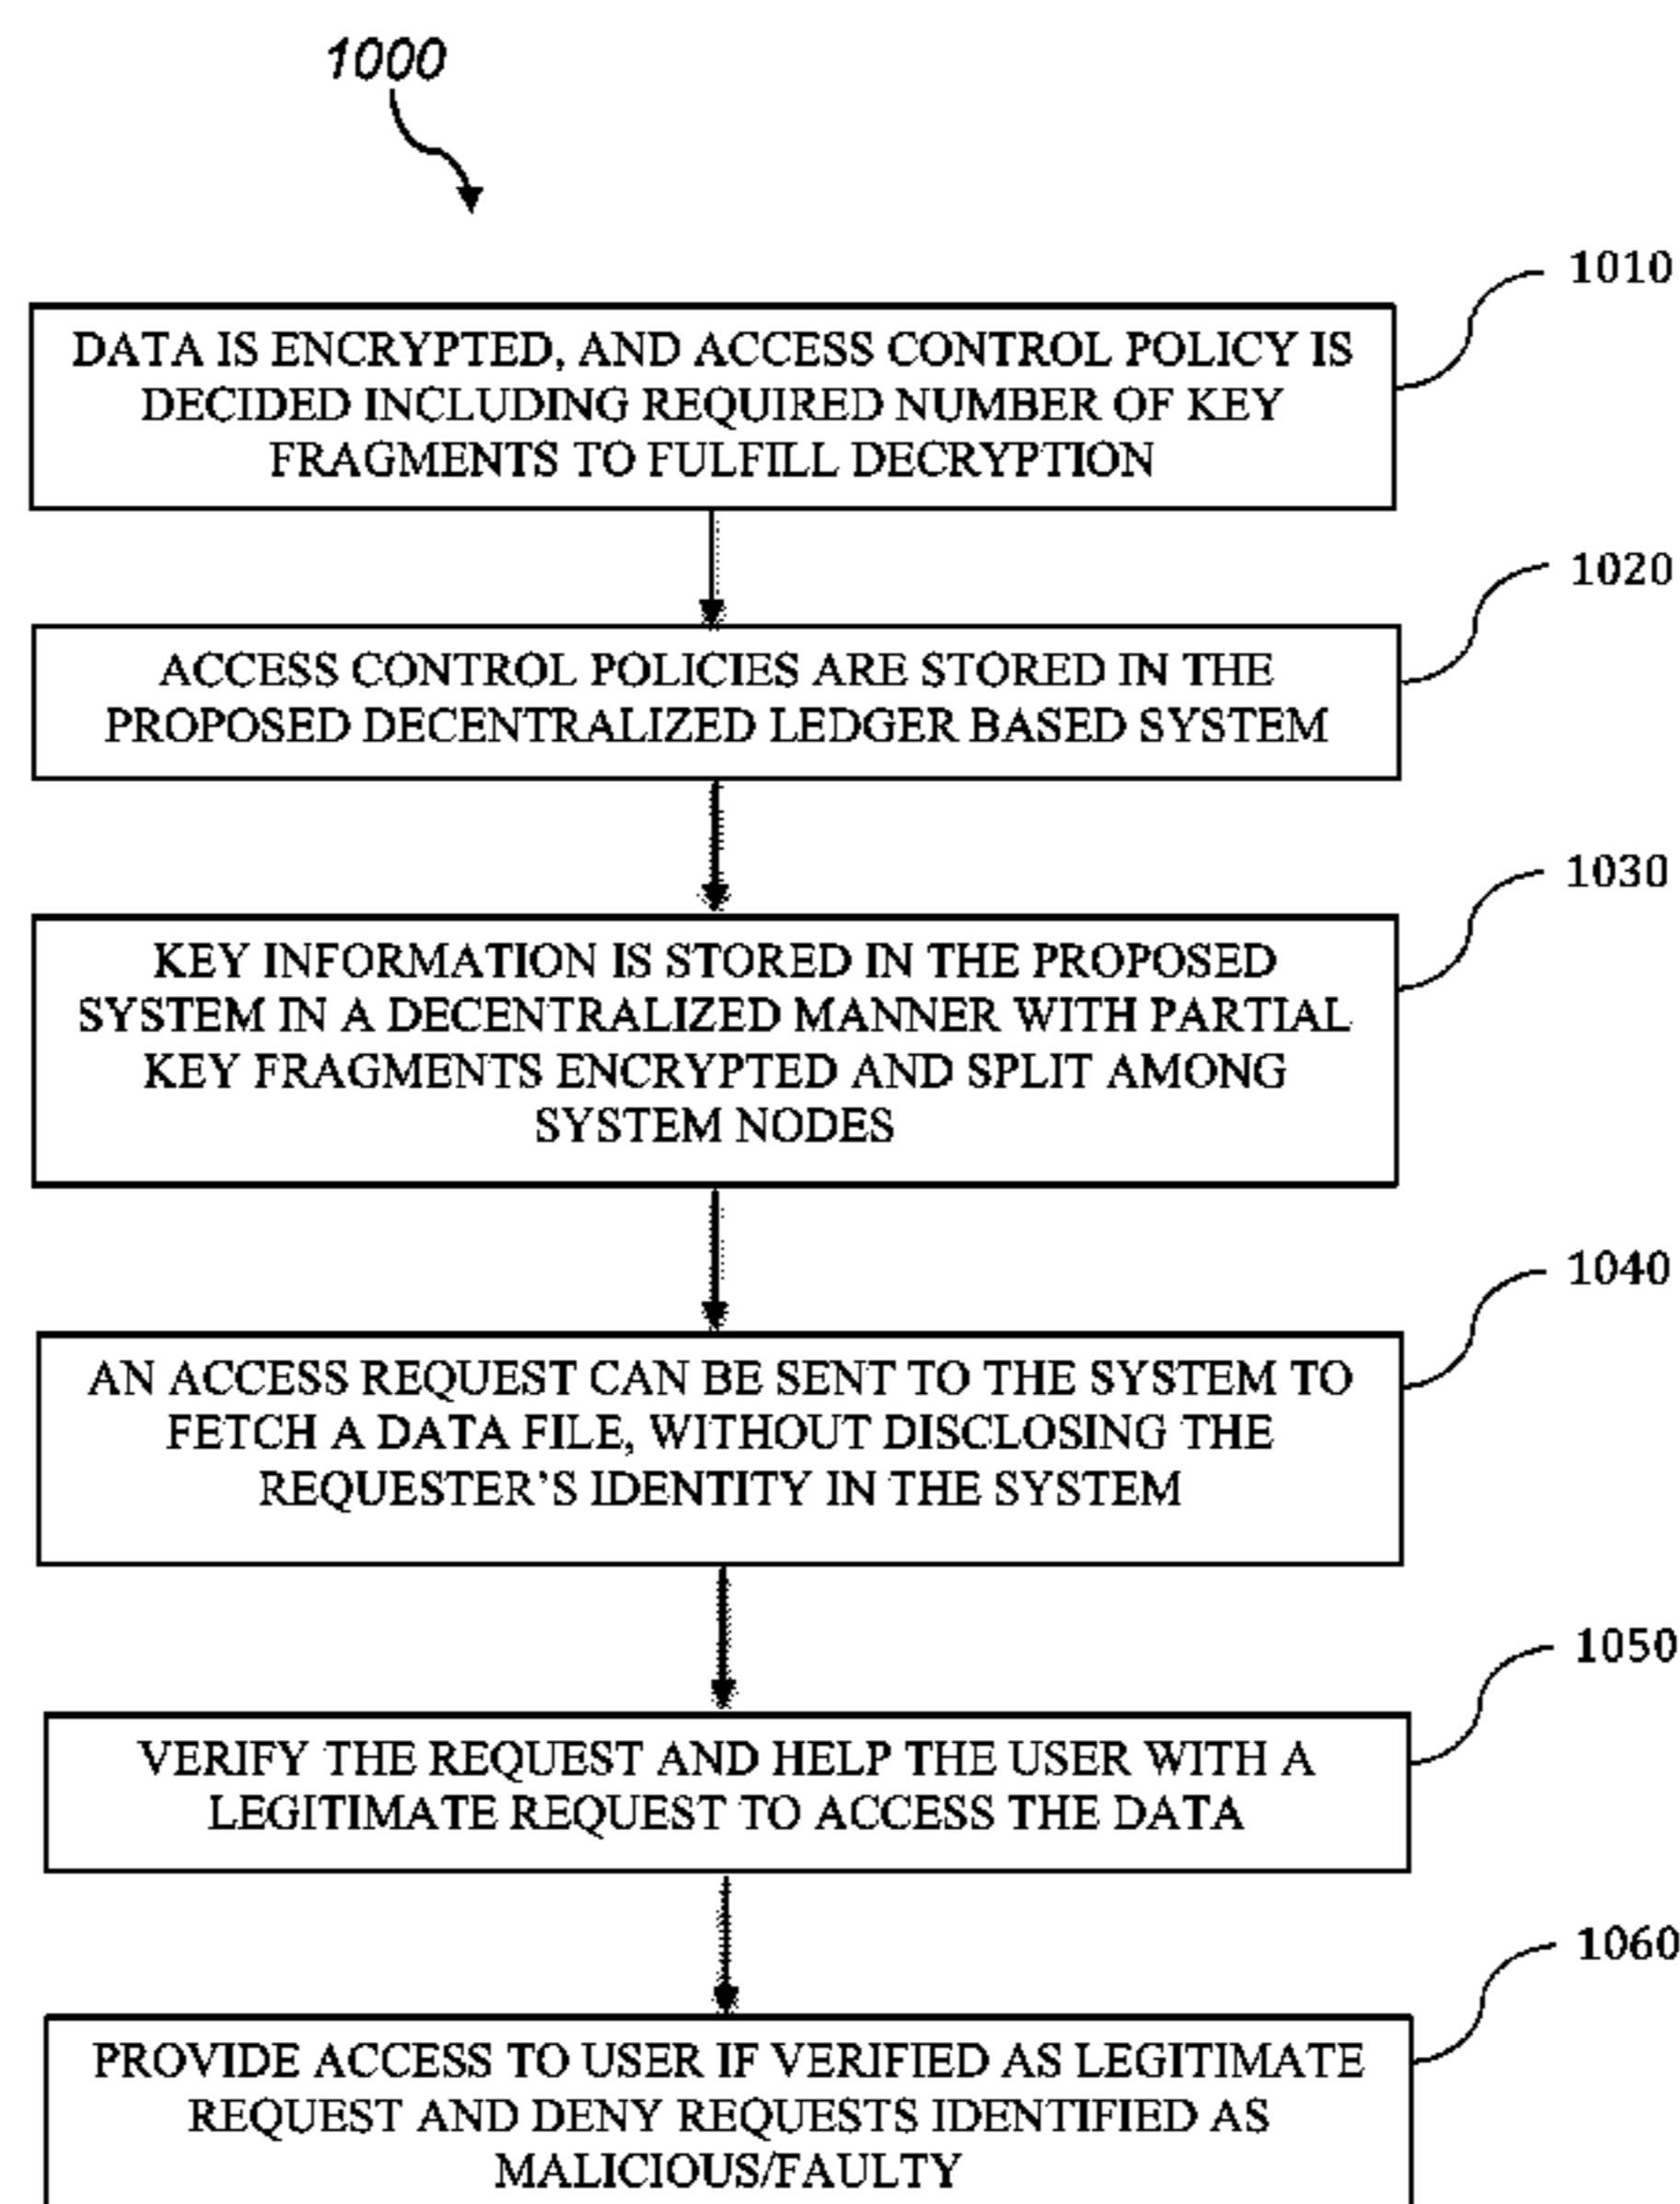 1000
1010
DATA IS ENCRYPTED, AND ACCESS CONTROL POLICY IS
DECIDED INCLUDING REQUIRED NUMBER OF KEY
FRAGMENTS TO FULFILL DECRYPTION
1020
ACCESS CONTROL POLICIES ARE STORED IN THE
PROPOSED DECENTRALIZED LEDGER BASED SYSTEM
1030
KEY INFORMATION IS STORED IN THE PROPOSED
SYSTEM IN A DECENTRALIZED MANNER WITH PARTIAL
KEY FRAGMENTS ENCRYPTED AND SPLIT AMONG
SYSTEM NODES
1040
AN ACCESS REQUEST CAN BE SENT TO THE SYSTEM TO
FETCH A DATA FILE, WITHOUT DISCLOSING THE
REQUESTER’S IDENTITY IN THE SYSTEM
1050
VERIFY THE REQUEST AND HELP THE USER WITH A
LEGITIMATE REQUEST TO ACCESS THE DATA
1060
PROVIDE ACCESS TO USER IF VERIFIED AS LEGITIMATE
REQUEST AND DENY REQUESTS IDENTIFIED AS
MALICIOUS/FAULTY